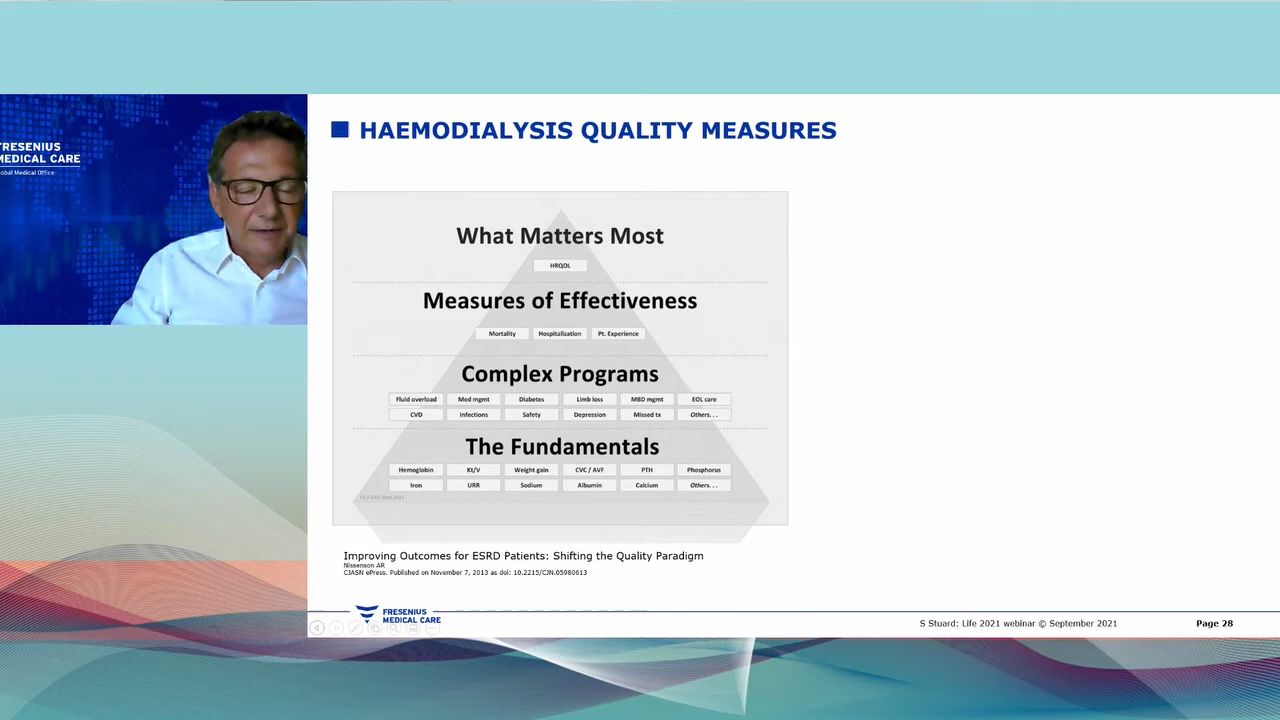 FRESENIUS
MEDICAL CARE
obal Medical Office
HAEMODIALYSIS QUALITY MEASURES
What Matters Most
HRQOL
Measures of Effectiveness
Mortality Hospitalization Pt. Experience
Complex Programs
Fluid overload Med mgmt Diabetes Limb loss MBD mgmt EOL care
CVD Infections Safety Depression Missed tx Others. . .
The Fundamentals
Hemoglobin Kt/V Weight gain CVC / AVF PTH Phosphorus
Iron URR Sodium Albumin Calcium Others. . .
Improving Outcomes for ESRD Patients: Shifting the Quality Paradigm
Nissenson AR
CJASN ePress. Published on November 7, 2013 as doi: 10.2215/CJN.05980613
FRESENIUS
MEDICAL CARE
S Stuard: Life 2021 webinar © September 2021 Page 28